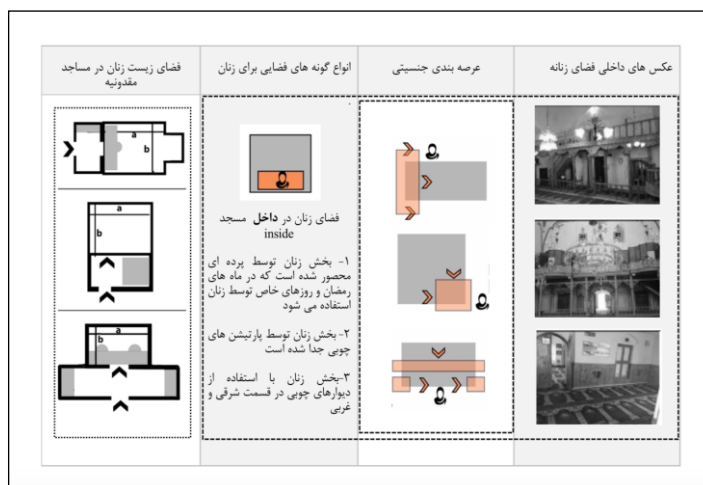 عکس های داخلی فضای زنانه
عرصه بندی جنسیتی
انواع گونه های فضایی برای زنان
فضای زیست زنان در مساجد
مقدونیه
فضای زنان در داخل مسجد
inside
۱- بخش زنان توسط پرده ای
محصور شده است که در ماه های
رمضان و روزهای خاص توسط زنان
استفاده می شود
۲- بخش زنان توسط پارتیشن های
چوبی جدا شده است
۳-بخش زنان با استفاده از
دیوارهای چوبی در قسمت شرقی و
غربی
a
b
a
b
a
b